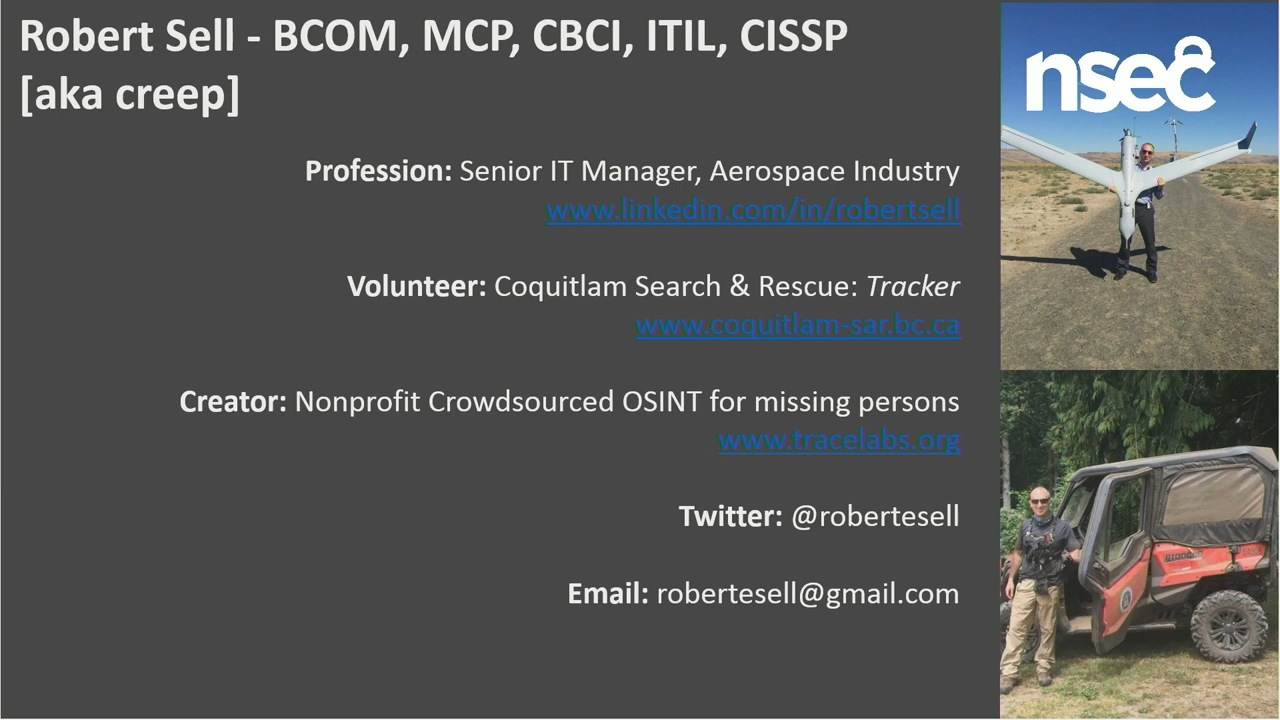 Robert Sell - BCOM, MCP, CBCI, ITIL, CISSP
[aka creep]
nsec
Profession: Senior IT Manager, Aerospace Industry
www.linkedin.com/in/robertsell
Volunteer: Coquitlam Search & Rescue: Tracker
www.coquitlam-sar.bc.ca
Creator: Nonprofit Crowdsourced OSINT for missing persons
www.tracelabs.org
Twitter: @robertesell
Email: robertesell@gmail.com